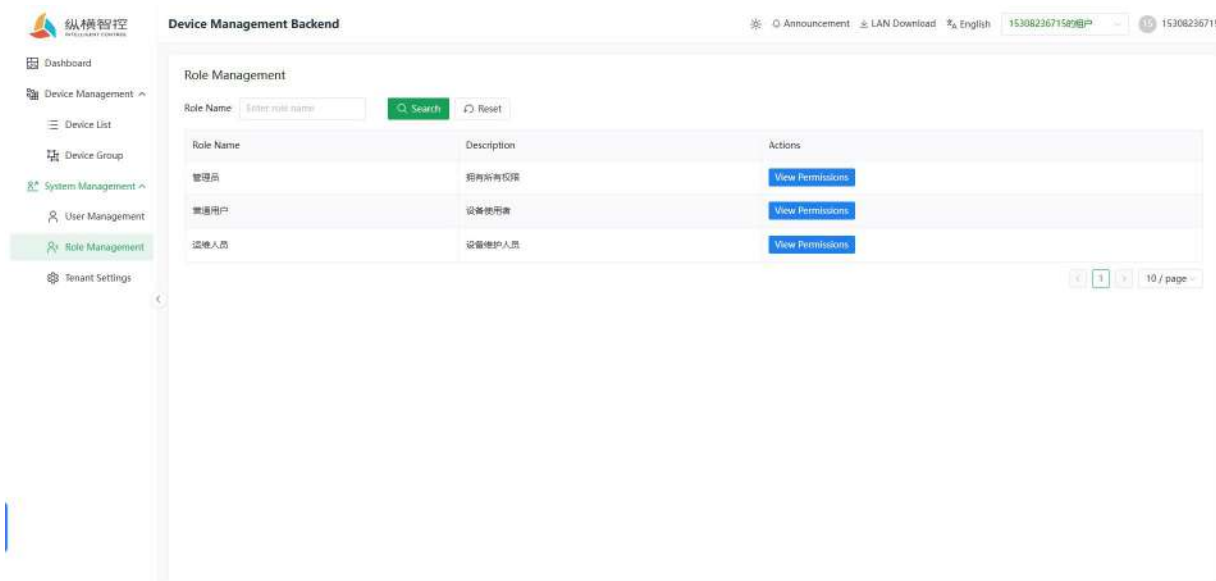 纵横智控
INTELLIGENT CONTROL
Device Management Backend
Announcement LAN Download English 15308236715的租户 15 1530823671
Dashboard
Device Management
Device List
Device Group
System Management
User Management
Role Management
Tenant Settings
Role Management
Role Name Enter role name Search Reset
Role Name Description Actions
管理员 拥有所有权限 View Permissions
普通用户 设备使用者 View Permissions
运维人员 设备维护人员 View Permissions
1 10 / page